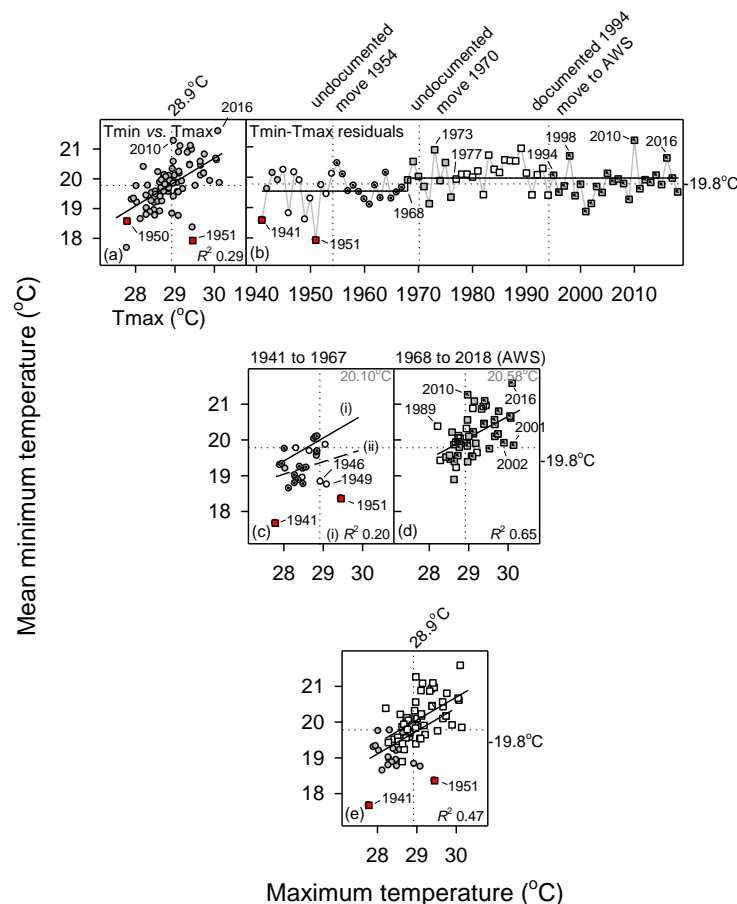 undocumented
move 1954
undocumented
move 1970
documented 1994
move to AWS
28.9°C
Tmin vs. Tmax
2016
2010
1950
1951
(a)
R² 0.29
21
20
19
18
28 29 30
Tmax (°C)
Tmin-Tmax residuals
1973
1977
1968
1994
1998
2010
2016
1941
1951
(b)
19.8°C
1940 1950 1960 1970 1980 1990 2000 2010
Mean minimum temperature (°C)
1941 to 1967
20.10°C
(i)
(ii)
1946
1949
1951
1941
(c)
(i) R² 0.20
21
20
19
18
28 29 30
1968 to 2018 (AWS)
20.58°C
2010
2016
1989
2001
2002
(d)
R² 0.65
19.8°C
28 29 30
28.9°C
21
20
19
18
1951
1941
(e)
R² 0.47
19.8°C
28 29 30
Maximum temperature (°C)